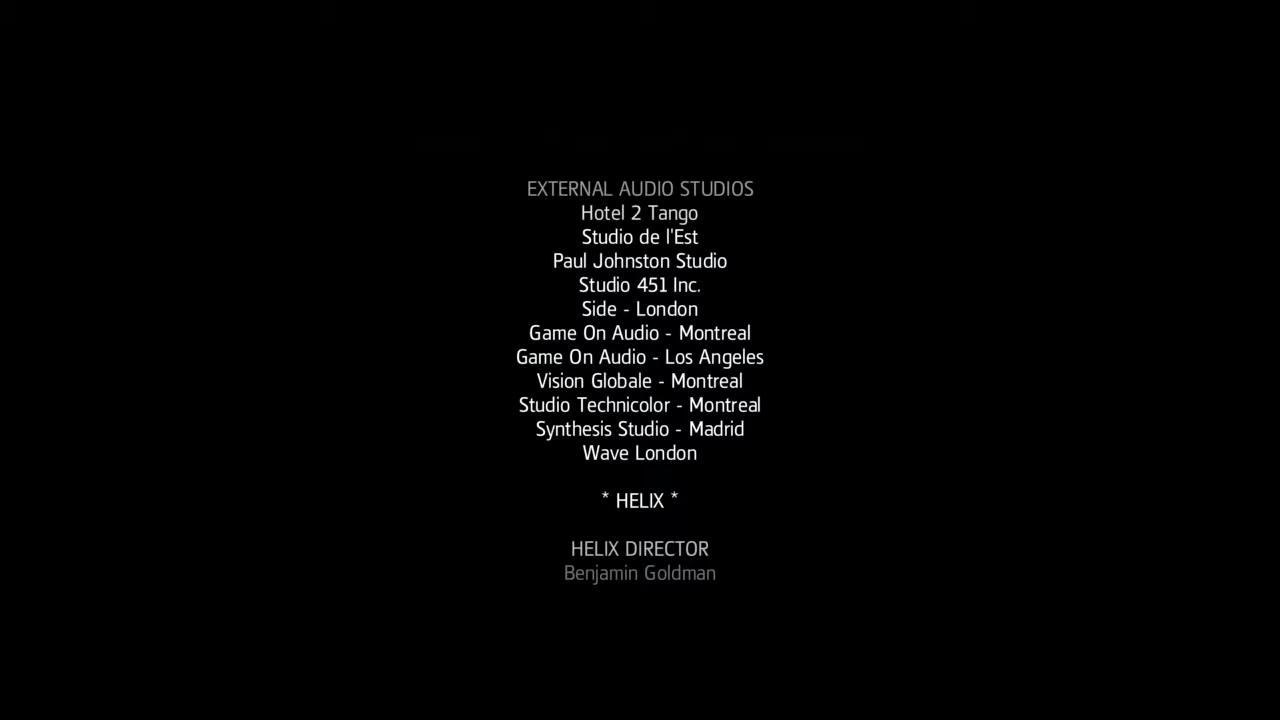 EXTERNAL AUDIO STUDIOS
Hotel 2 Tango
Studio de l'Est
Paul Johnston Studio
Studio 451 Inc.
Side - London
Game On Audio - Montreal
Game On Audio - Los Angeles
Vision Globale - Montreal
Studio Technicolor - Montreal
Synthesis Studio - Madrid
Wave London
* HELIX *
HELIX DIRECTOR
Benjamin Goldman